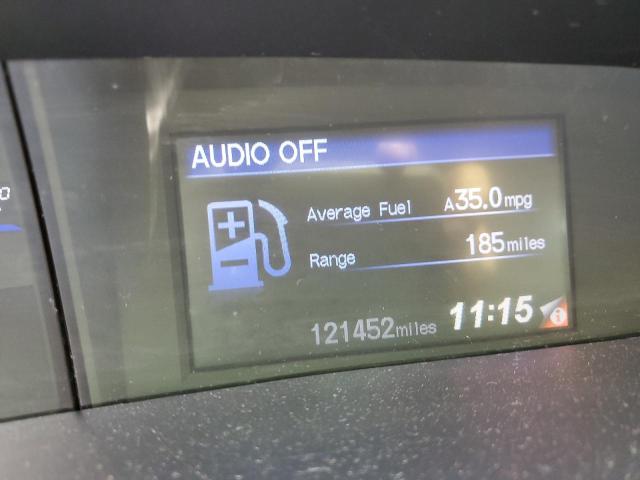 AUDIO OFF
Average Fuel A35.0mpg
Range 185miles
121452miles 11:15